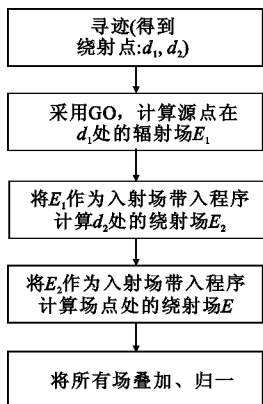 寻迹(得到
绕射点:d₁, d₂)
采用GO，计算源点在
d₁处的辐射场E₁
将E₁作为入射场带入程序
计算d₂处的绕射场E₂
将E₂作为入射场带入程序
计算场点处的绕射场E
将所有场叠加、归一